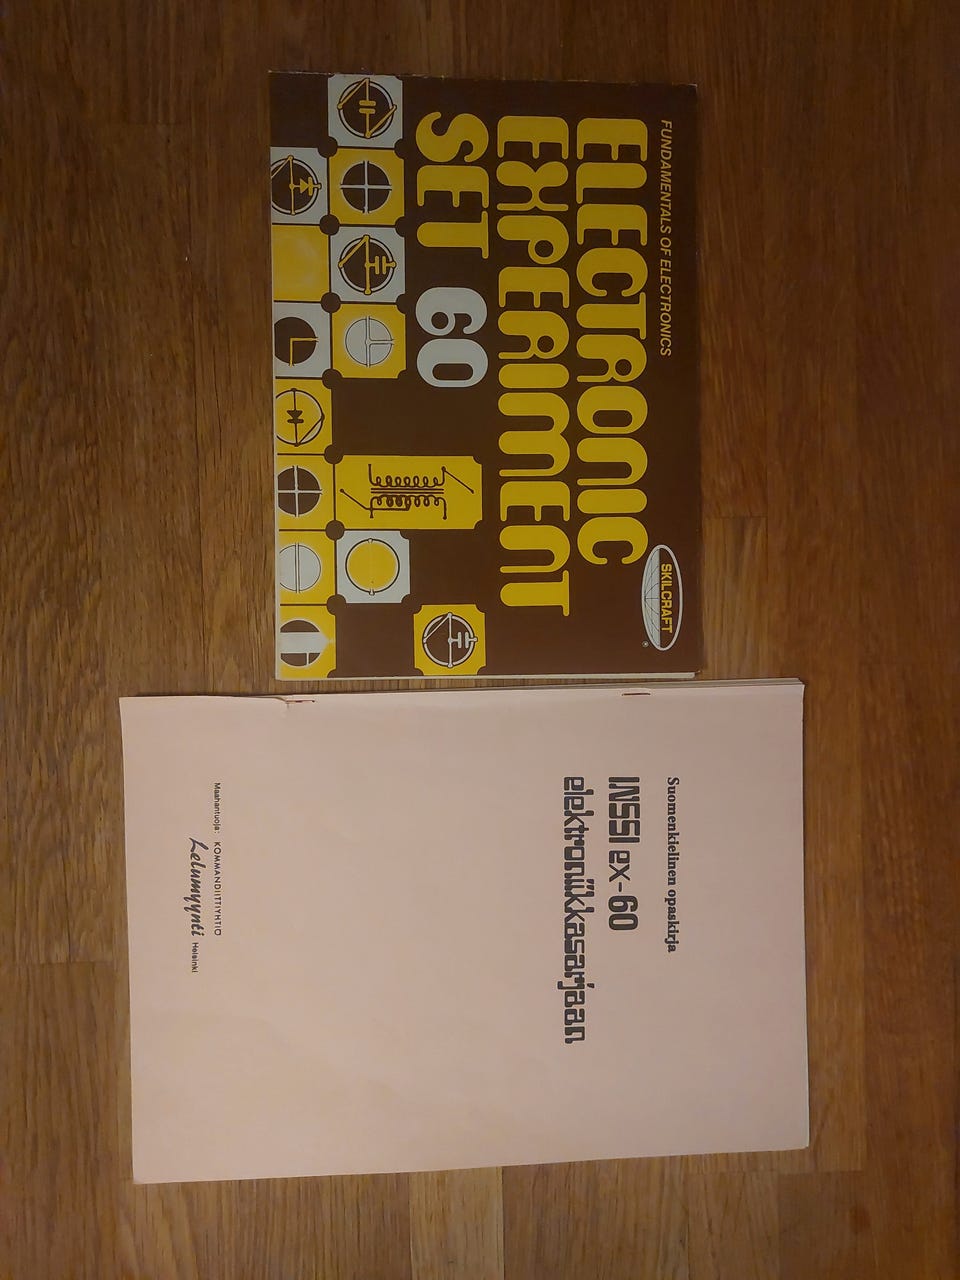 FUNDAMENTALS OF ELECTRONICS
ELECTRONIC
EXPERIMENT
SET 60
SKILCRAFT
®
Suomenkielinen opaskirja
INSSI ex-60
elektroniikkasarjaan
Maahantuoja: KOMMANDIITTIYHTIÖ
Lelumyynti Helsinki